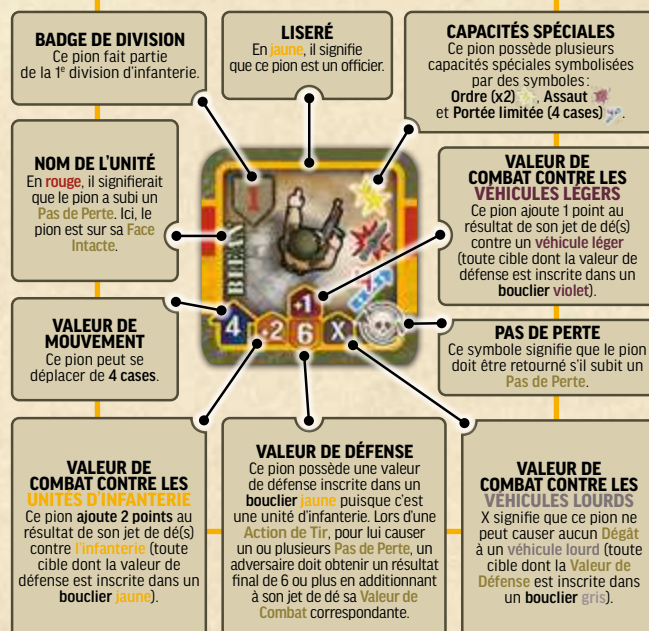 BADGE DE DIVISION
Ce pion fait partie
de la 1e division d'infanterie.
LISERÉ
En jaune, il signifie
que ce pion est un officier.
CAPACITÉS SPÉCIALES
Ce pion possède plusieurs
capacités spéciales symbolisées
par des symboles:
Ordre (x2) , Assaut
et Portée limitée (4 cases) .
NOM DE L'UNITÉ
En rouge, il signifierait
que le pion a subi un
Pas de Perte. Ici, le
pion est sur sa Face
Intacte.
1
4
+2
+1
6
X
VALEUR DE
COMBAT CONTRE LES
VÉHICULES LÉGERS
Ce pion ajoute 1 point au
résultat de son jet de dé(s)
contre un véhicule léger
(toute cible dont la valeur de
défense est inscrite dans un
bouclier violet).
VALEUR DE
MOUVEMENT
Ce pion peut se
déplacer de 4 cases.
PAS DE PERTE
Ce symbole signifie que le pion
doit être retourné s'il subit un
Pas de Perte.
VALEUR DE
COMBAT CONTRE LES
UNITÉS D'INFANTERIE
Ce pion ajoute 2 points au
résultat de son jet de dé(s)
contre l'infanterie (toute
cible dont la valeur de
défense est inscrite dans un
bouclier jaune).
VALEUR DE DÉFENSE
Ce pion possède une valeur
de défense inscrite dans un
bouclier jaune puisque c'est
une unité d'infanterie. Lors d'une
Action de Tir, pour lui causer
un ou plusieurs Pas de Perte, un
adversaire doit obtenir un résultat
final de 6 ou plus en additionnant
à son jet de dé sa Valeur de
Combat correspondante.
VALEUR DE
COMBAT CONTRE LES
VÉHICULES LOURDS
X signifie que ce pion ne
peut causer aucun Dégât
à un véhicule lourd (toute
cible dont la Valeur de
Défense est inscrite dans
un bouclier gris).